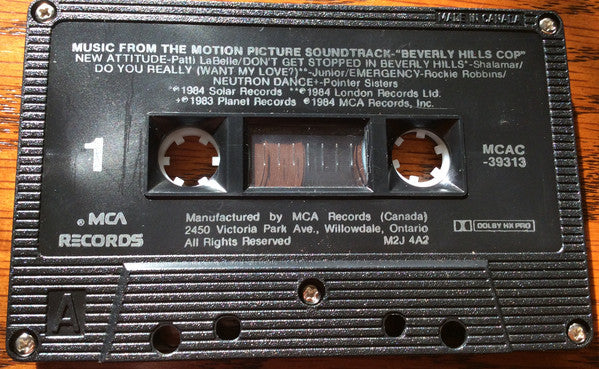 MADE IN CANADA
MUSIC FROM THE MOTION PICTURE SOUNDTRACK-"BEVERLY HILLS COP"
NEW ATTITUDE-Patti LaBelle/DON'T GET STOPPED IN BEVERLY HILLS*-Shalamar/
DO YOU REALLY (WANT MY LOVE?)**-Junior/EMERGENCY-Rockie Robbins/
NEUTRON DANCE+-Pointer Sisters
*℗1984 Solar Records **℗1984 London Records Ltd.
+℗1983 Planet Records ℗1984 MCA Records, Inc.
1
MCAC
-39313
® MCA
RECORDS
Manufactured by MCA Records (Canada)
2450 Victoria Park Ave., Willowdale, Ontario
All Rights Reserved M2J 4A2
DOLBY HX PRO
A